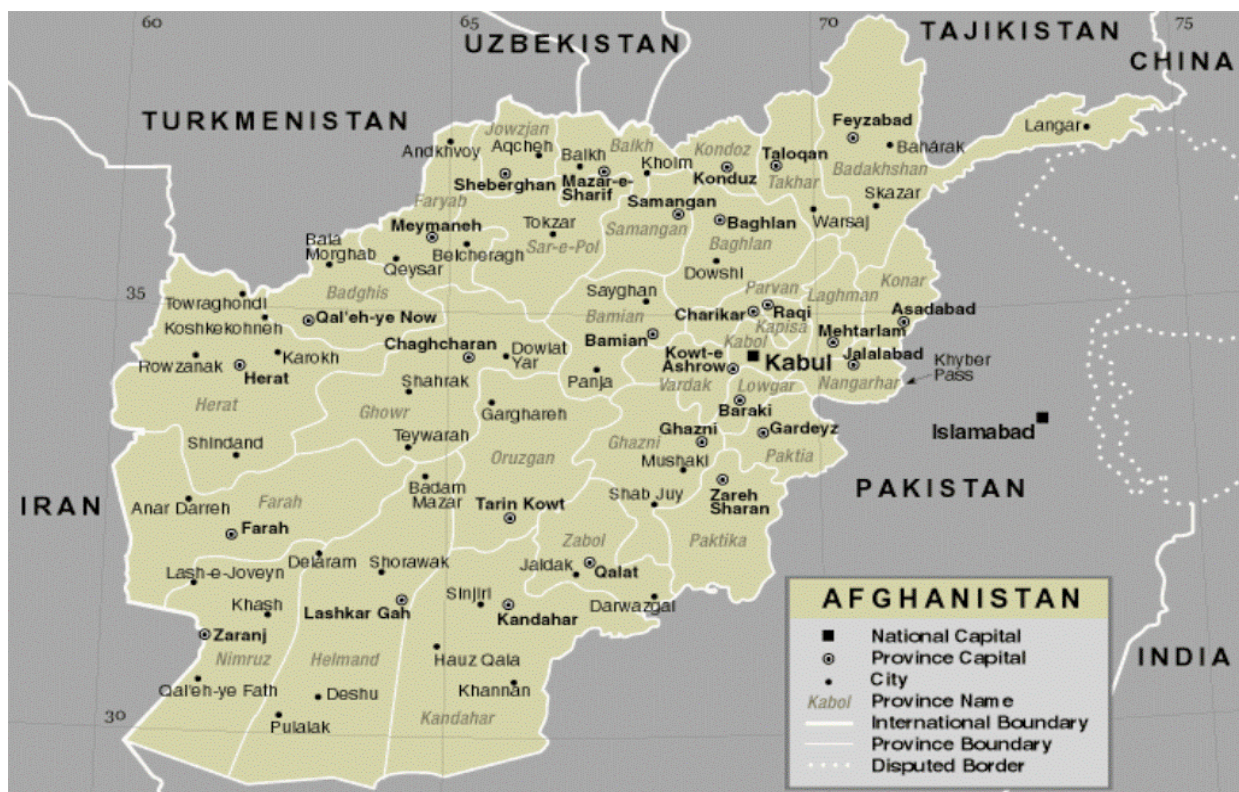 60
65
70
75
UZBEKISTAN
TAJIKISTAN
CHINA
TURKMENISTAN
Feyzabad
Langar
Jowzjan
Andkhvoy
Aqcheh
Balkh
Balkh
Kholm
Kondoz
Taloqan
Baharak
Badakhshan
Sheberghan
Mazar-e-
Sharif
Konduz
Takhar
Skazar
Faryab
Samangan
Meymaneh
Tokzar
Samangan
Baghlan
Warsaj
Bala
Morghab
Belcheragh
Sar-e-Pol
Baghlan
Qeysar
Dowshi
35
Towraghondi
Badghis
Sayghan
Parvan
Laghman
Konar
Koshkekohneh
Qal'eh-ye Now
Bamian
Charikar
Raqi
Asadabad
Kapisa
Mehtarlam
Rowzanak
Karokh
Chaghcharan
Dowlat
Yar
Bamian
Kabol
Kowt-e
Ashrow
Kabul
Jalalabad
Khyber
Pass
Herat
Shahrak
Panja
Vardak
Lowgar
Nangarhar
Herat
Ghowr
Garghareh
Baraki
Islamabad
Shindand
Teywarah
Ghazni
Ghazni
Gardeyz
Oruzgan
Mushaki
Paktia
IRAN
Anar Darreh
Farah
Badam
Mazar
Shab Juy
Zareh
Sharan
PAKISTAN
Farah
Tarin Kowt
Zabol
Paktika
Delaram
Shorawak
Jaldak
Qalat
Lash-e-Joveyn
Khash
Lashkar Gah
Sinjiri
Kandahar
Darwazgai
Zaranj
Nimruz
Helmand
Hauz Qala
Qal'eh-ye Fath
Deshu
Khannan
Pulalak
Kandahar
30
INDIA
AFGHANISTAN
National Capital
Province Capital
City
Kabol Province Name
International Boundary
Province Boundary
Disputed Border